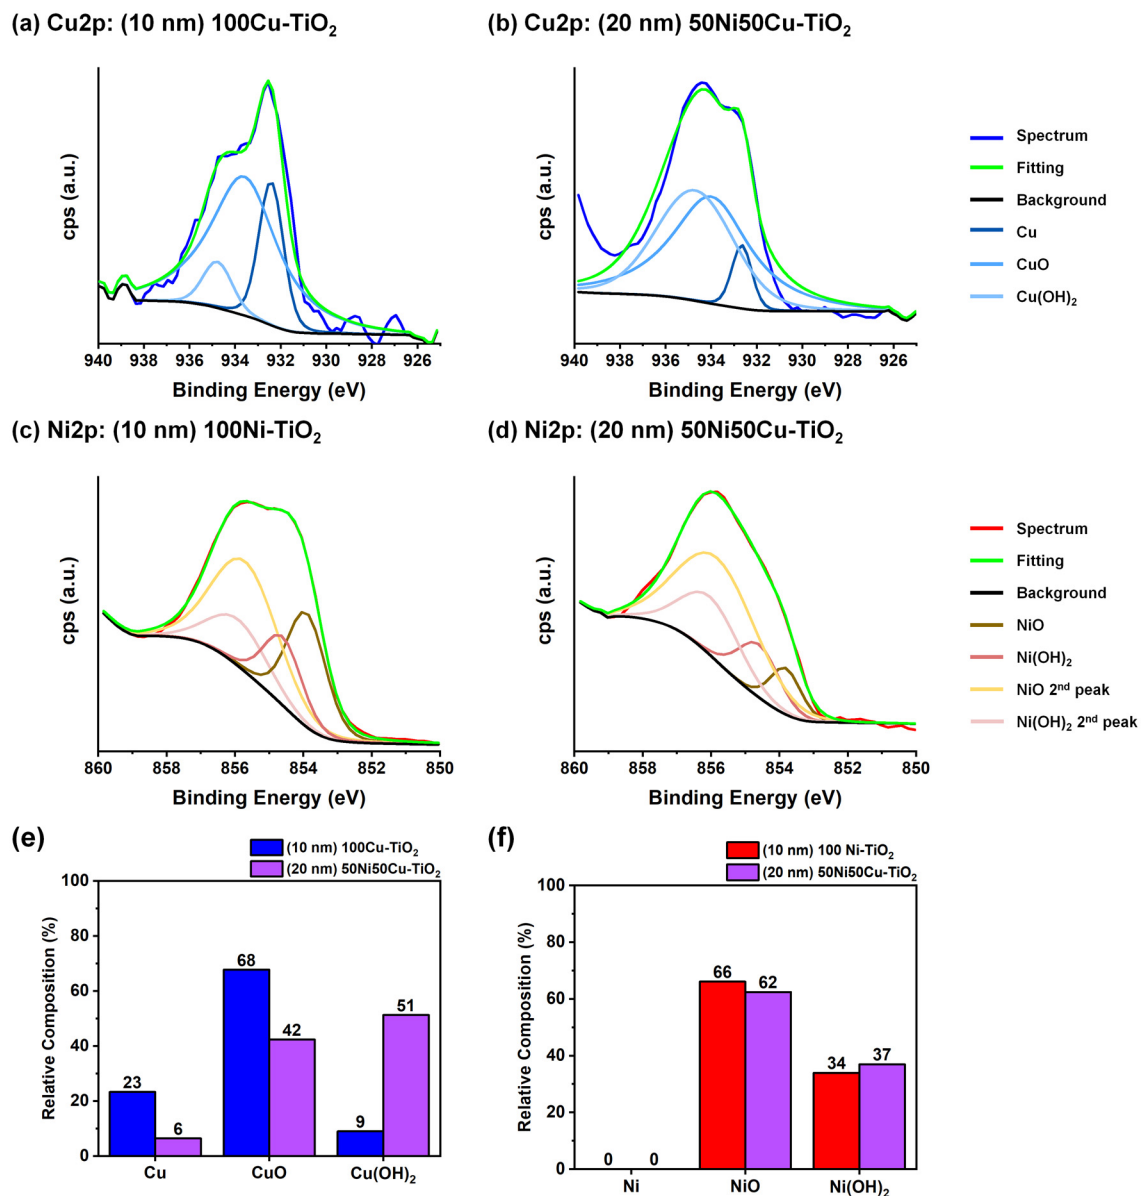 (a) Cu2p: (10 nm) 100Cu-TiO₂
(b) Cu2p: (20 nm) 50Ni50Cu-TiO₂
cps (a.u.)
940 938 936 934 932 930 928 926
Binding Energy (eV)
cps (a.u.)
940 938 936 934 932 930 928 926
Binding Energy (eV)
Spectrum
Fitting
Background
Cu
CuO
Cu(OH)₂
(c) Ni2p: (10 nm) 100Ni-TiO₂
(d) Ni2p: (20 nm) 50Ni50Cu-TiO₂
cps (a.u.)
860 858 856 854 852 850
Binding Energy (eV)
cps (a.u.)
860 858 856 854 852 850
Binding Energy (eV)
Spectrum
Fitting
Background
NiO
Ni(OH)₂
NiO 2ⁿᵈ peak
Ni(OH)₂ 2ⁿᵈ peak
(e)
(10 nm) 100Cu-TiO₂
(20 nm) 50Ni50Cu-TiO₂
Relative Composition (%)
100
80
60
40
20
0
23
6
68
42
9
51
Cu CuO Cu(OH)₂
(f)
(10 nm) 100 Ni-TiO₂
(20 nm) 50Ni50Cu-TiO₂
Relative Composition (%)
100
80
60
40
20
0
0
0
66
62
34
37
Ni NiO Ni(OH)₂